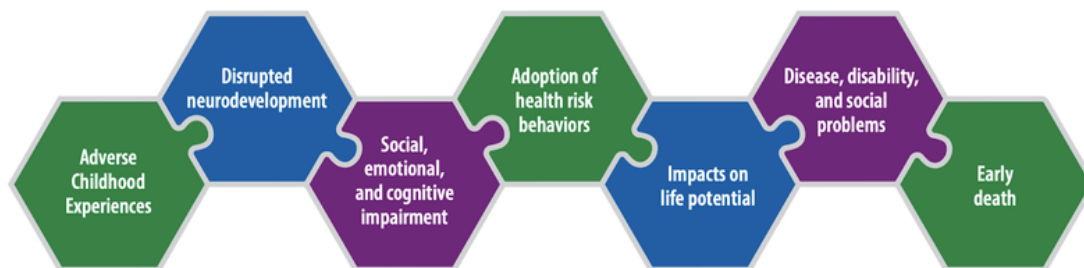 Adverse
Childhood
Experiences
Disrupted
neurodevelopment
Social,
emotional,
and cognitive
impairment
Adoption of
health risk
behaviors
Impacts on
life potential
Disease, disability,
and social
problems
Early
death